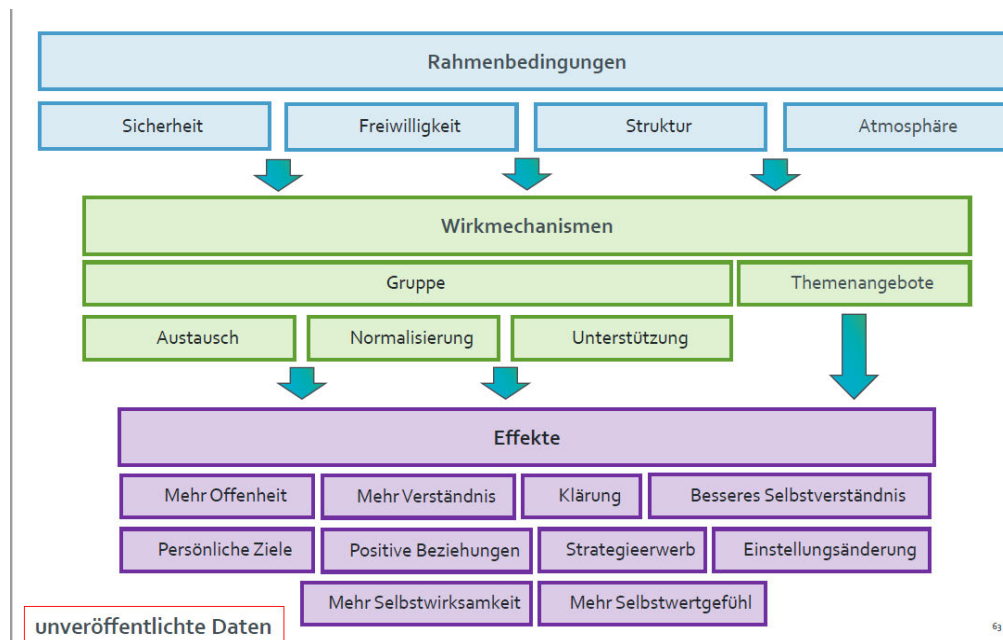 Rahmenbedingungen
Sicherheit
Freiwilligkeit
Struktur
Atmosphäre
Wirkmechanismen
Gruppe
Themenangebote
Austausch
Normalisierung
Unterstützung
Effekte
Mehr Offenheit
Mehr Verständnis
Klärung
Besseres Selbstverständnis
Persönliche Ziele
Positive Beziehungen
Strategieerwerb
Einstellungsänderung
Mehr Selbstwirksamkeit
Mehr Selbstwertgefühl
unveröffentlichte Daten
63